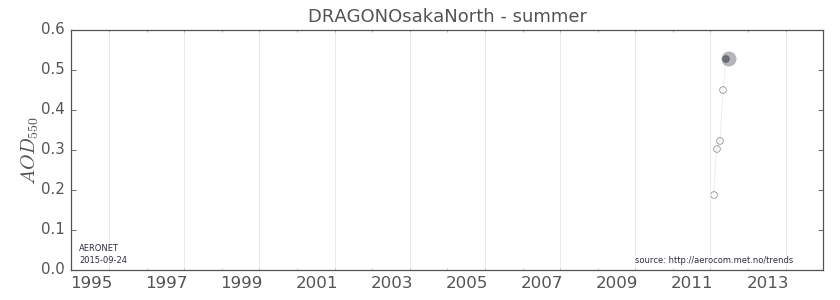 DRAGONOsakaNorth - summer
0.6
0.5
0.4
0.3
0.2
0.1
0.0
AOD550
AERONET
2015-09-24
source: http://aerocom.met.no/trends
1995 1997 1999 2001 2003 2005 2007 2009 2011 2013